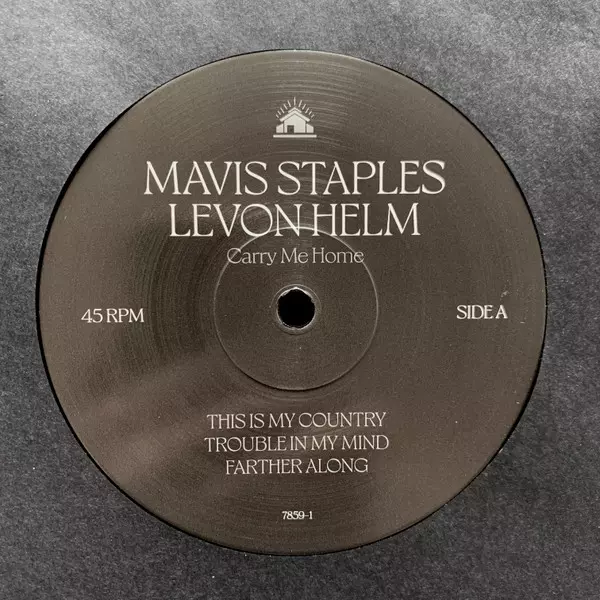 MAVIS STAPLES
LEVON HELM
Carry Me Home
45 RPM
SIDE A
THIS IS MY COUNTRY
TROUBLE IN MY MIND
FARTHER ALONG
7859-1